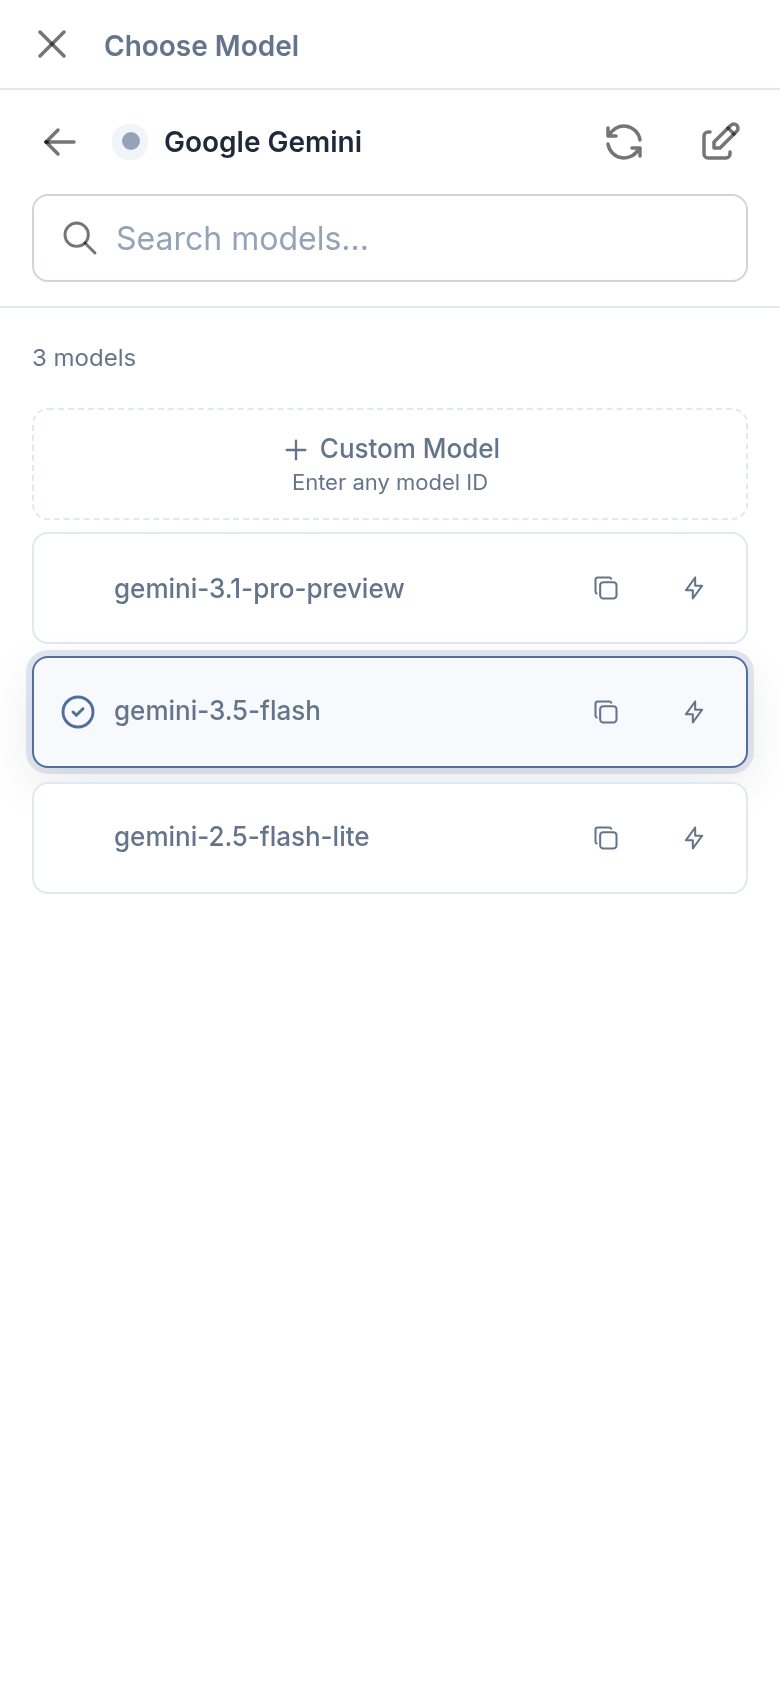 Choose Model
Google Gemini
Search models...
3 models
Custom Model
Enter any model ID
gemini-3.1-pro-preview
gemini-3.5-flash
gemini-2.5-flash-lite